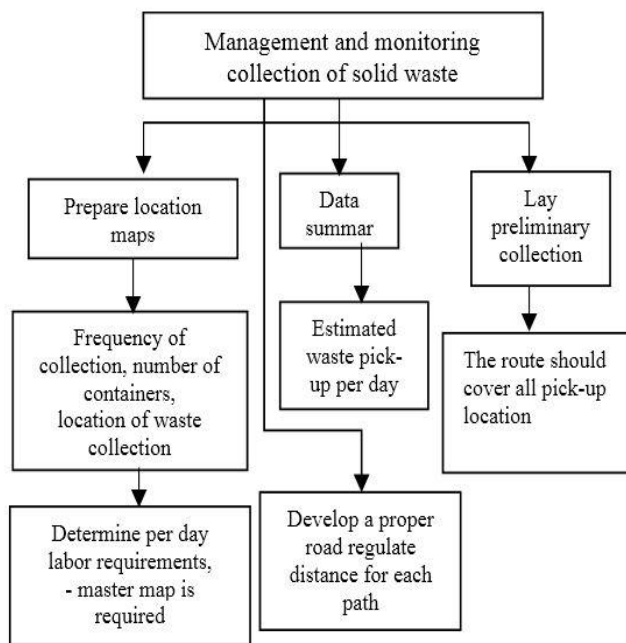 Management and monitoring
collection of solid waste
Prepare location
maps
Data
summar
Lay
preliminary
collection
Frequency of
collection, number of
containers,
location of waste
collection
Estimated
waste pick-
up per day
The route should
cover all pick-up
location
Determine per day
labor requirements,
- master map is
required
Develop a proper
road regulate
distance for each
path